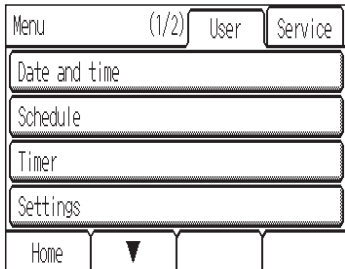 Menu (1/2) User Service
Date and time
Schedule
Timer
Settings
Home ▼